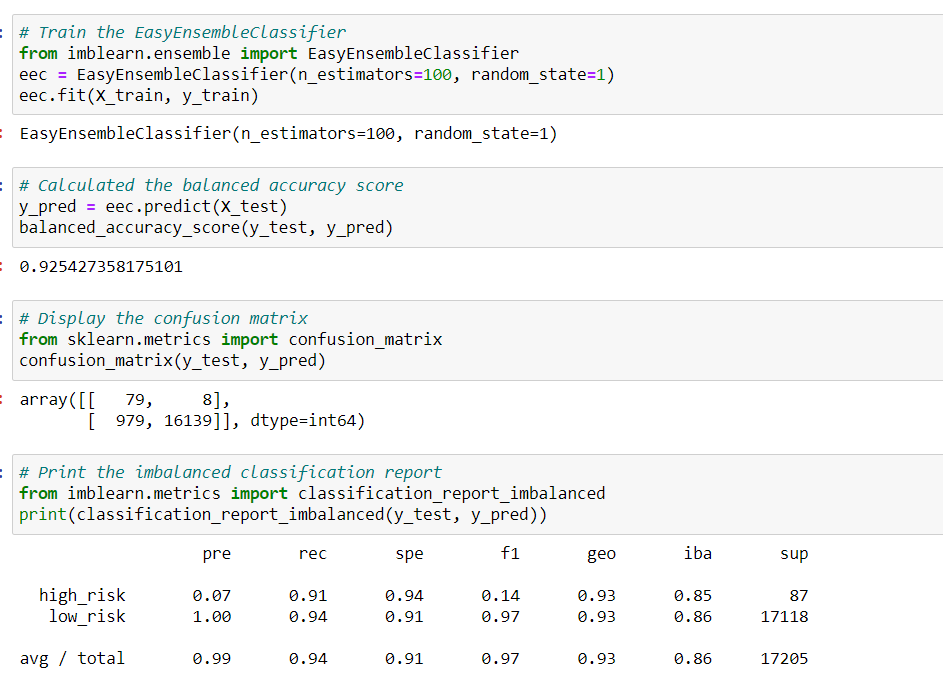 # Train the EasyEnsembleClassifier
from imblearn.ensemble import EasyEnsembleClassifier
eec = EasyEnsembleClassifier(n_estimators=100, random_state=1)
eec.fit(X_train, y_train)
EasyEnsembleClassifier(n_estimators=100, random_state=1)
# Calculated the balanced accuracy score
y_pred = eec.predict(X_test)
balanced_accuracy_score(y_test, y_pred)
0.925427358175101
# Display the confusion matrix
from sklearn.metrics import confusion_matrix
confusion_matrix(y_test, y_pred)
array([[   79,     8],
       [  979, 16139]], dtype=int64)
# Print the imbalanced classification report
from imblearn.metrics import classification_report_imbalanced
print(classification_report_imbalanced(y_test, y_pred))
pre rec spe f1 geo iba sup
high_risk 0.07 0.91 0.94 0.14 0.93 0.85 87
low_risk 1.00 0.94 0.91 0.97 0.93 0.86 17118
avg / total 0.99 0.94 0.91 0.97 0.93 0.86 17205